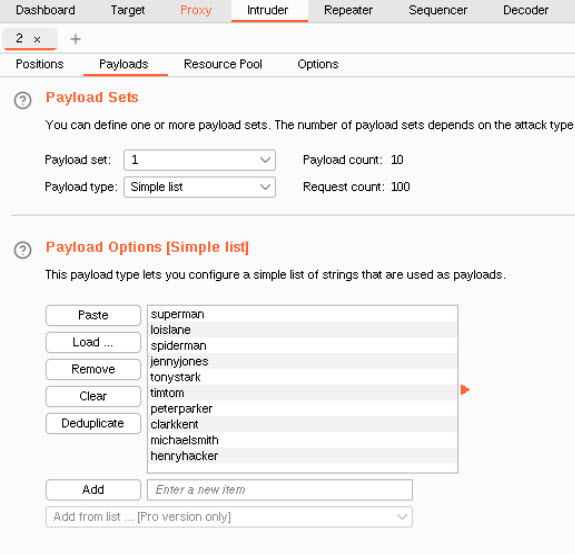 Dashboard Target Proxy Intruder Repeater Sequencer Decoder
2 × +
Positions Payloads Resource Pool Options
? Payload Sets
You can define one or more payload sets. The number of payload sets depends on the attack type
Payload set: 1 Payload count: 10
Payload type: Simple list Request count: 100
? Payload Options [Simple list]
This payload type lets you configure a simple list of strings that are used as payloads.
Paste
Load ...
Remove
Clear
Deduplicate
superman
loislane
spiderman
jennyjones
tonystark
timtom
peterparker
clarkkent
michaelsmith
henryhacker
Add Enter a new item
Add from list ... [Pro version only]